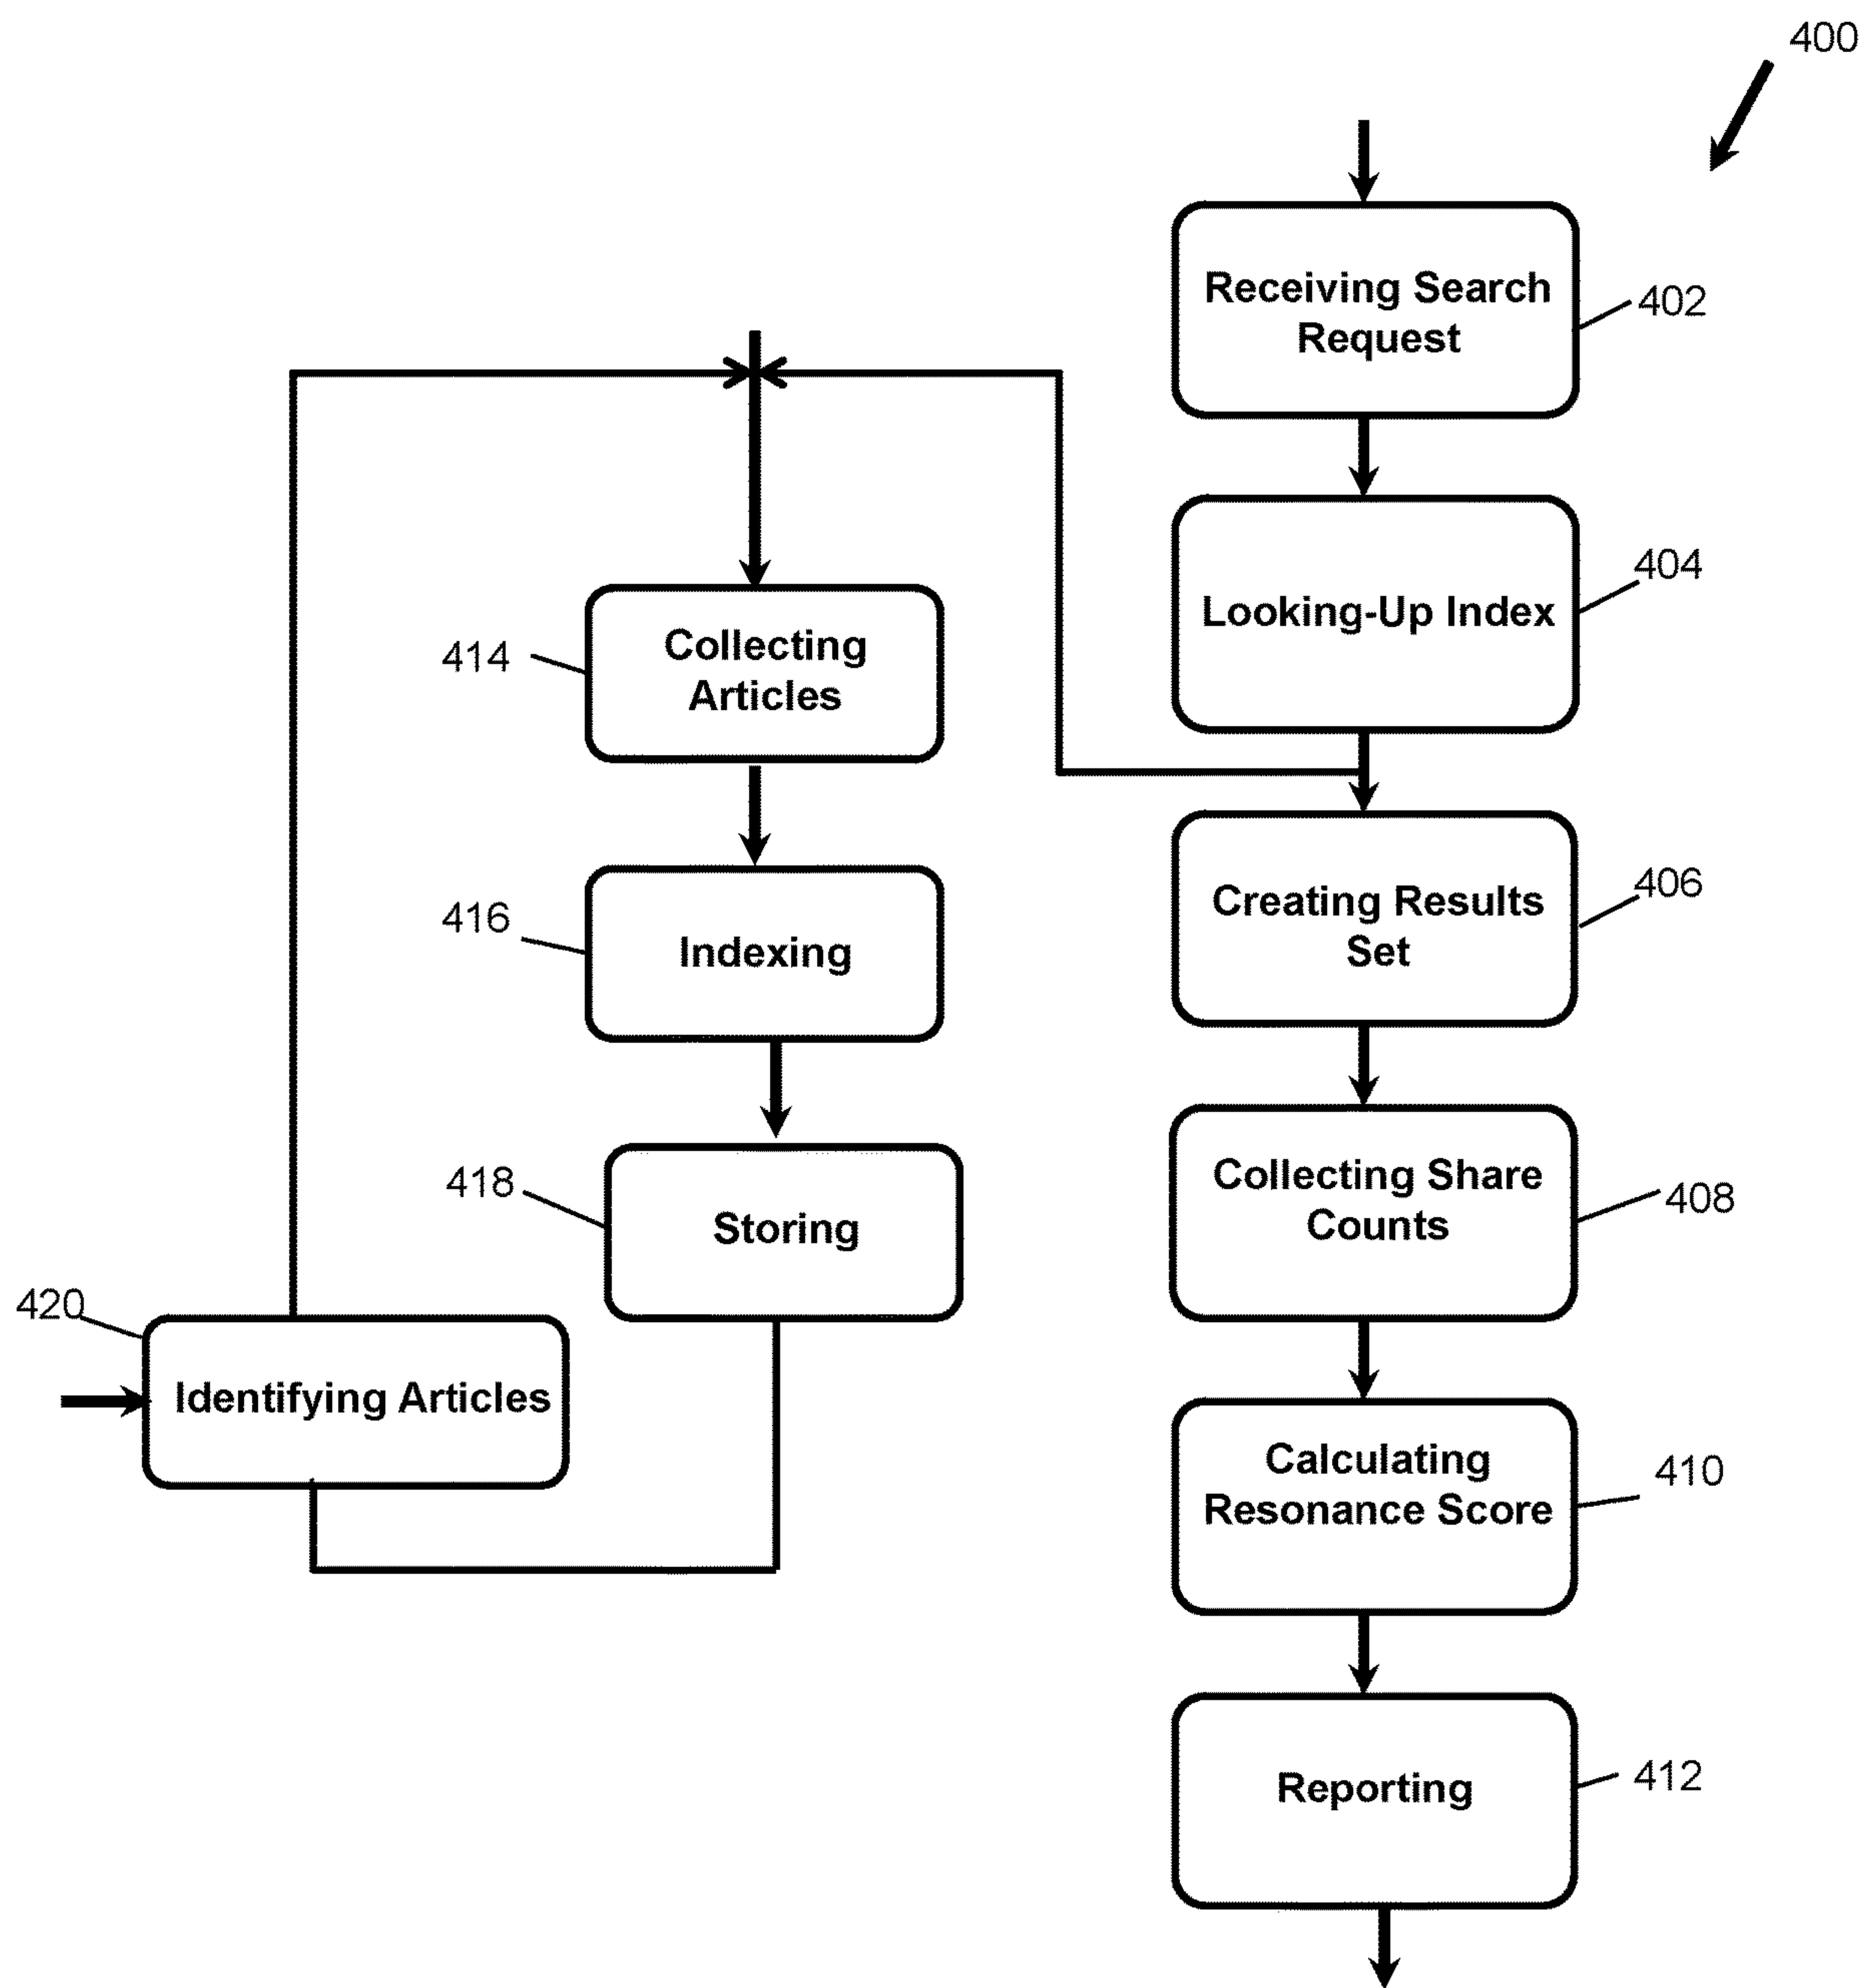 400
Receiving Search
Request
402
Looking-Up Index
404
Collecting
Articles
414
Creating Results
Set
406
Indexing
416
Collecting Share
Counts
408
Storing
418
Identifying Articles
420
Calculating
Resonance Score
410
Reporting
412